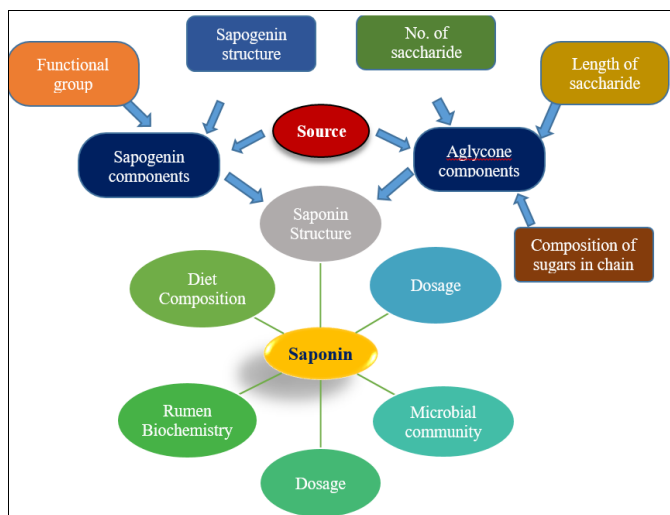 Sapogenin
structure
No. of
saccharide
Functional
group
Length of
saccharide
Source
Sapogenin
components
Aglycone
components
Saponin
Structure
Composition of
sugars in chain
Diet
Composition
Dosage
Saponin
Rumen
Biochemistry
Microbial
community
Dosage